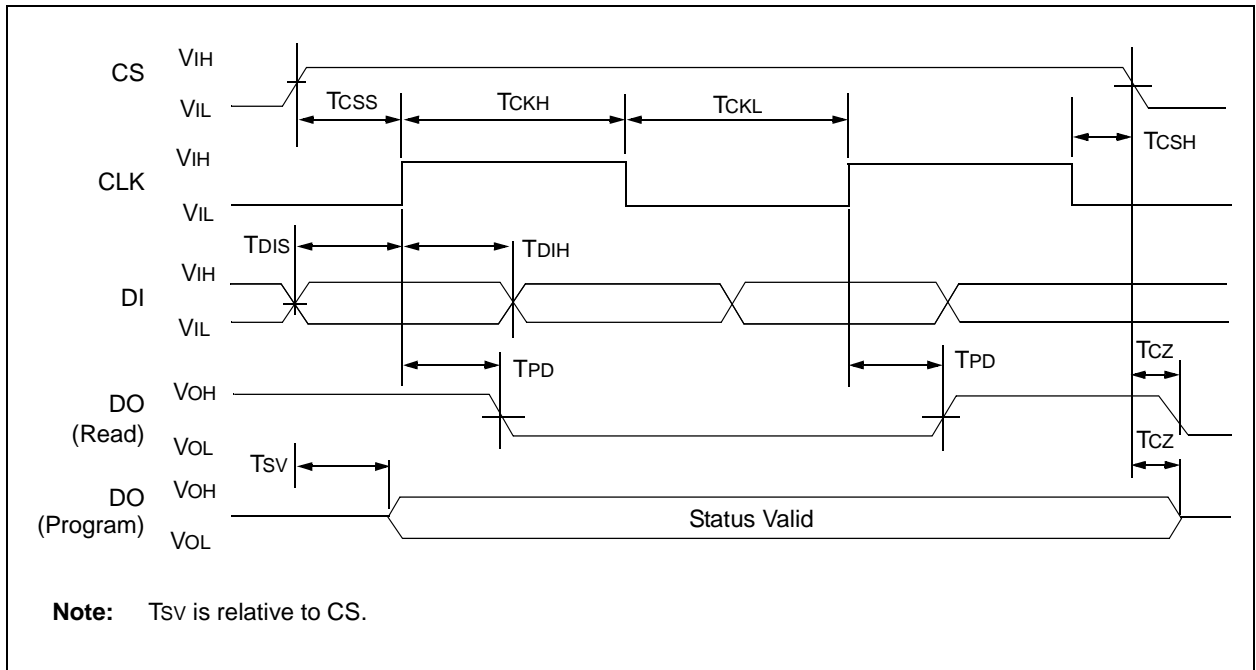 CS
VIH
VIL
TCSS
TCKH
TCKL
TCSH
CLK
VIH
VIL
TDIS
TDIH
DI
VIH
VIL
TPD
TPD
TCZ
DO
(Read)
VOH
VOL
TCZ
TSV
DO
(Program)
VOH
VOL
Status Valid
Note: TSV is relative to CS.